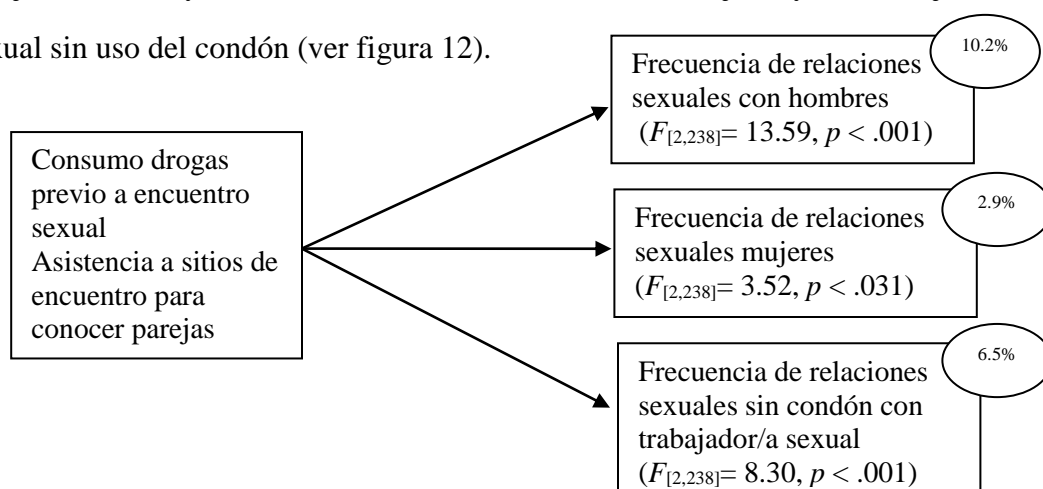 xual sin uso del condón (ver figura 12).
Consumo drogas
previo a encuentro
sexual
Asistencia a sitios de
encuentro para
conocer parejas
Frecuencia de relaciones
sexuales con hombres
(F[2,238]= 13.59, p < .001)
10.2%
Frecuencia de relaciones
sexuales mujeres
(F[2,238]= 3.52, p < .031)
2.9%
Frecuencia de relaciones
sexuales sin condón con
trabajador/a sexual
(F[2,238]= 8.30, p < .001)
6.5%